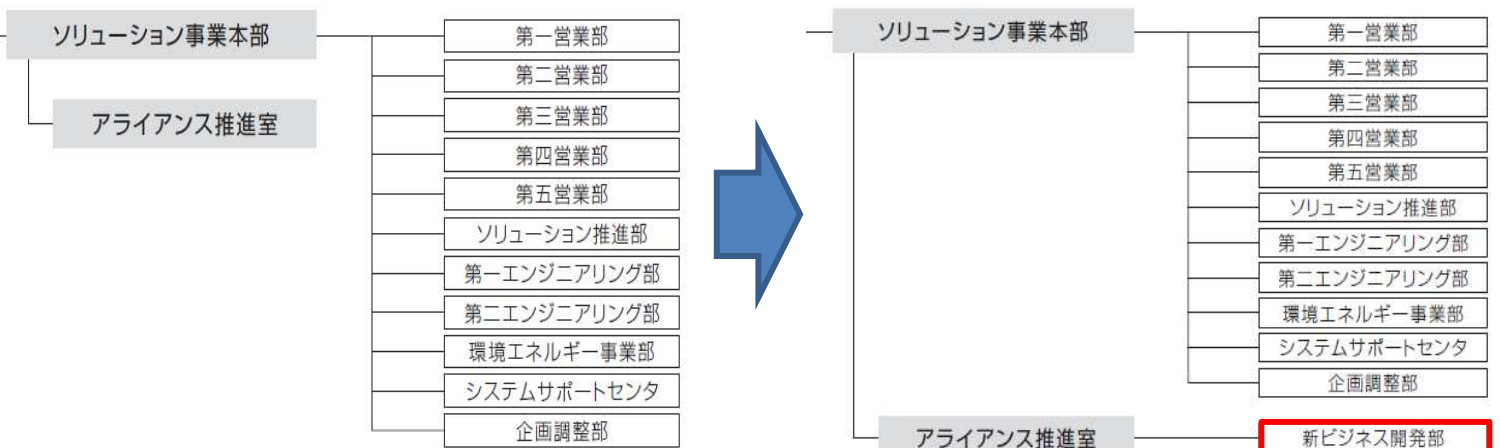 ソリューション事業本部
アライアンス推進室
第一営業部
第二営業部
第三営業部
第四営業部
第五営業部
ソリューション推進部
第一エンジニアリング部
第二エンジニアリング部
環境エネルギー事業部
システムサポートセンタ
企画調整部
ソリューション事業本部
第一営業部
第二営業部
第三営業部
第四営業部
第五営業部
ソリューション推進部
第一エンジニアリング部
第二エンジニアリング部
環境エネルギー事業部
システムサポートセンタ
企画調整部
アライアンス推進室
新ビジネス開発部